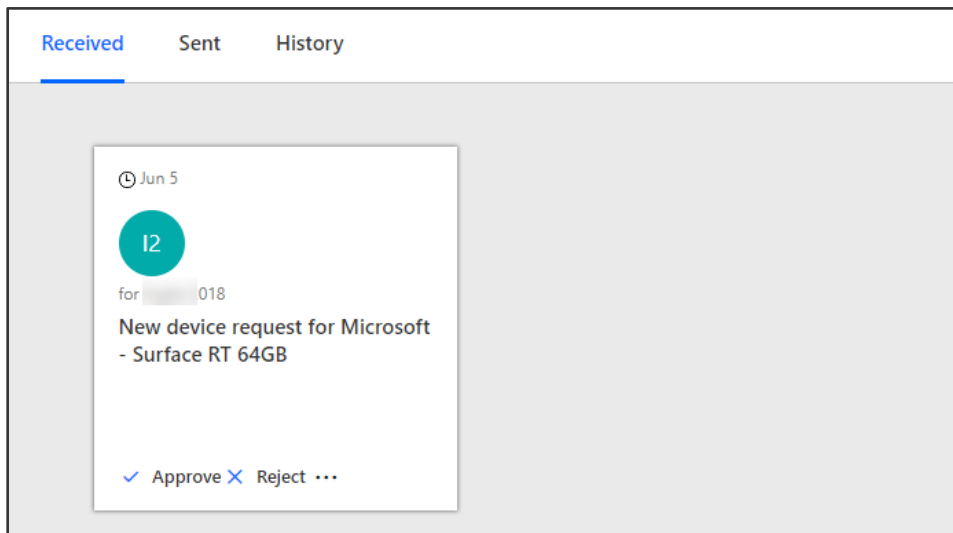 Received Sent History
Jun 5
I2
for 018
New device request for Microsoft
- Surface RT 64GB
Approve Reject ...